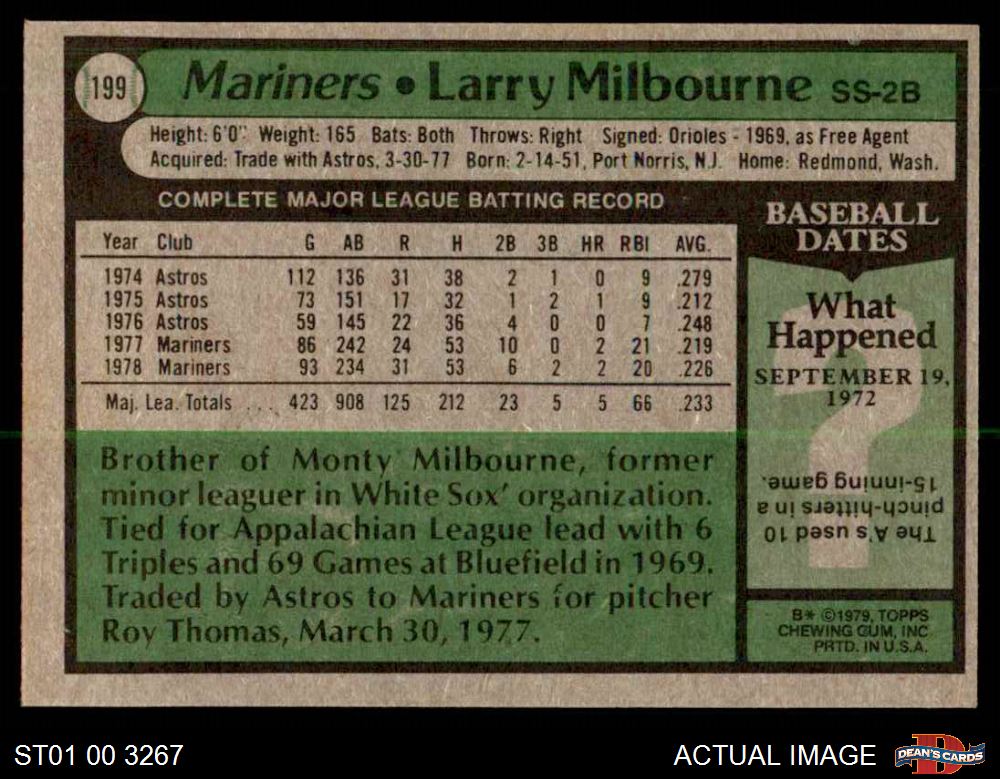 199
Mariners • Larry Milbourne SS-2B
Height: 6'0" Weight: 165 Bats: Both Throws: Right Signed: Orioles - 1969, as Free Agent
Acquired: Trade with Astros, 3-30-77 Born: 2-14-51, Port Norris, N.J. Home: Redmond, Wash.
COMPLETE MAJOR LEAGUE BATTING RECORD
Year Club G AB R H 2B 3B HR RBI AVG.
1974 Astros 112 136 31 38 2 1 0 9 .279
1975 Astros 73 151 17 32 1 2 1 9 .212
1976 Astros 59 145 22 36 4 0 0 7 .248
1977 Mariners 86 242 24 53 10 0 2 21 .219
1978 Mariners 93 234 31 53 6 2 2 20 .226
Maj. Lea. Totals ... 423 908 125 212 23 5 5 66 .233
Brother of Monty Milbourne, former
minor leaguer in White Sox' organization.
Tied for Appalachian League lead with 6
Triples and 69 Games at Bluefield in 1969.
Traded by Astros to Mariners for pitcher
Roy Thomas, March 30, 1977.
BASEBALL
DATES
What
Happened
SEPTEMBER 19,
1972
?
The A's used 10
pinch-hitters in a
15-inning game.
B* ©1979, TOPPS
CHEWING GUM, INC
PRTD. IN U.S.A.
ST01 00 3267
ACTUAL IMAGE
D
DEAN'S CARDS